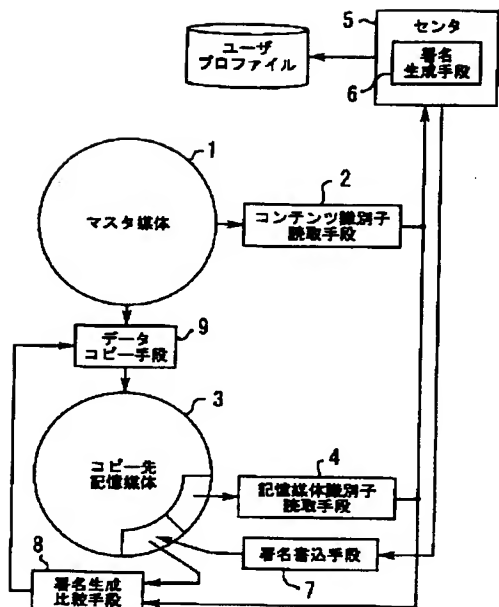 5
センタ
ユーザ
プロファイル
署名
生成手段
6
1
マスタ媒体
2
コンテンツ識別子
読取手段
データ
コピー手段
9
3
コピー先
記憶媒体
4
記憶媒体識別子
読取手段
8
署名生成
比較手段
署名書込手段
7